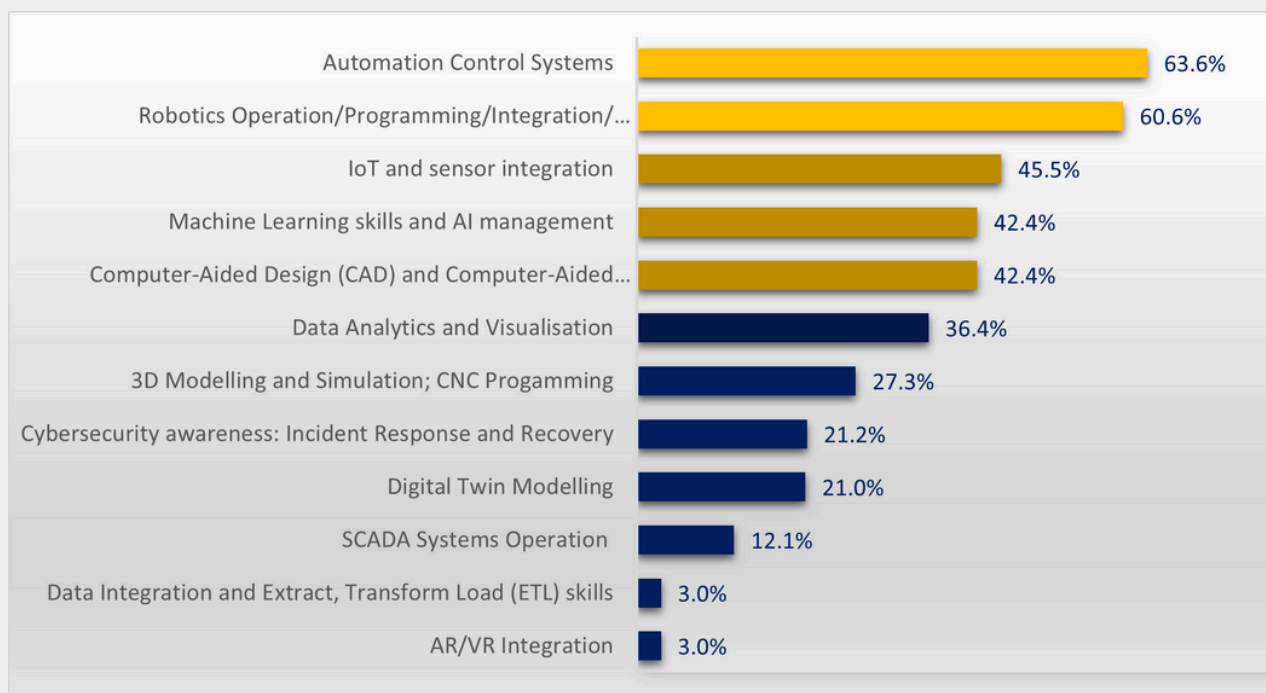 Automation Control Systems 63.6%
Robotics Operation/Programming/Integration/... 60.6%
IoT and sensor integration 45.5%
Machine Learning skills and AI management 42.4%
Computer-Aided Design (CAD) and Computer-Aided... 42.4%
Data Analytics and Visualisation 36.4%
3D Modelling and Simulation; CNC Progamming 27.3%
Cybersecurity awareness: Incident Response and Recovery 21.2%
Digital Twin Modelling 21.0%
SCADA Systems Operation 12.1%
Data Integration and Extract, Transform Load (ETL) skills 3.0%
AR/VR Integration 3.0%